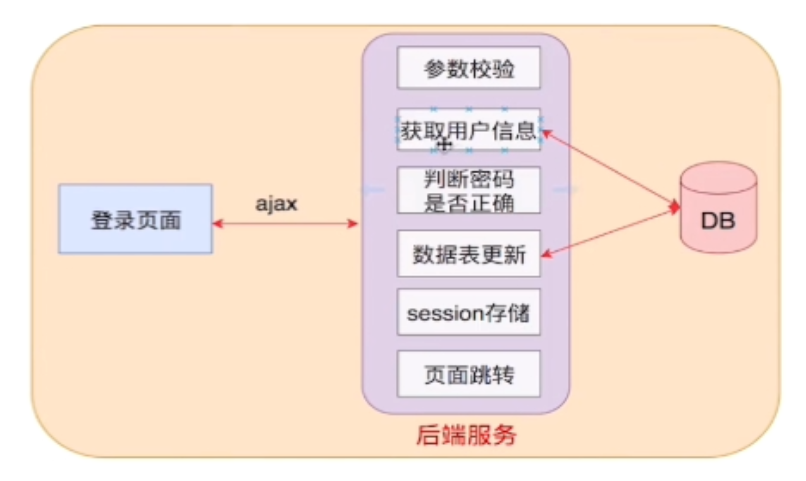 参数校验
获取用户信息
判断密码
是否正确
登录页面
ajax
数据表更新
DB
session存储
页面跳转
后端服务